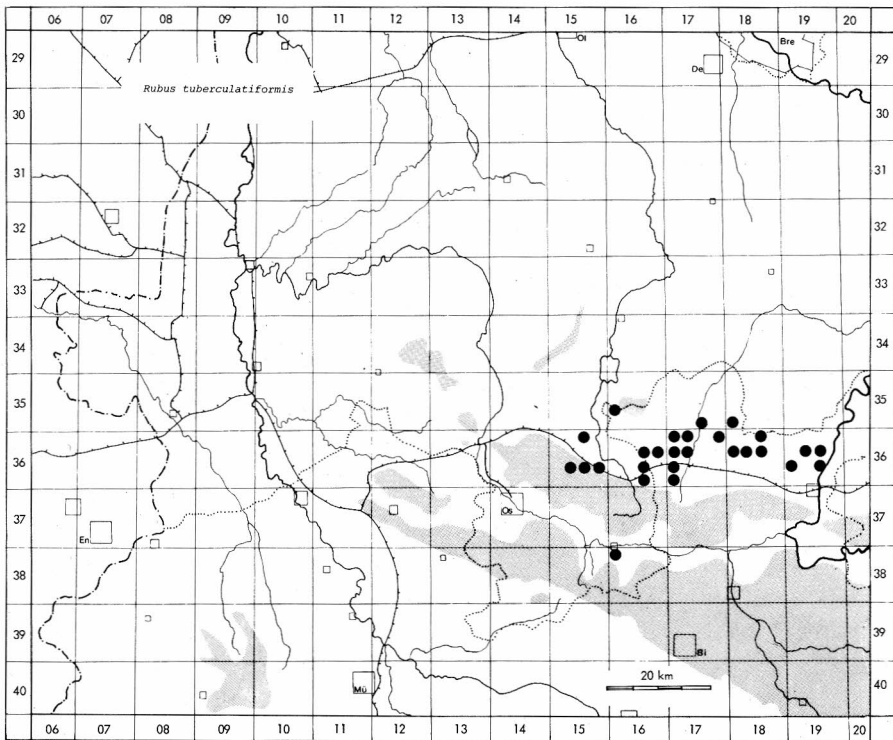 06 07 08 09 10 11 12 13 14 15 16 17 18 19 20
Ol
Bre
29 De 29
Rubus tuberculatiformis
30 30
31 31
32 32
33 33
34 34
35 35
36 36
37 Os 37
En
38 38
39 Bi 39
20 km
40 Mü 40
06 07 08 09 10 11 12 13 14 15 16 17 18 19 20